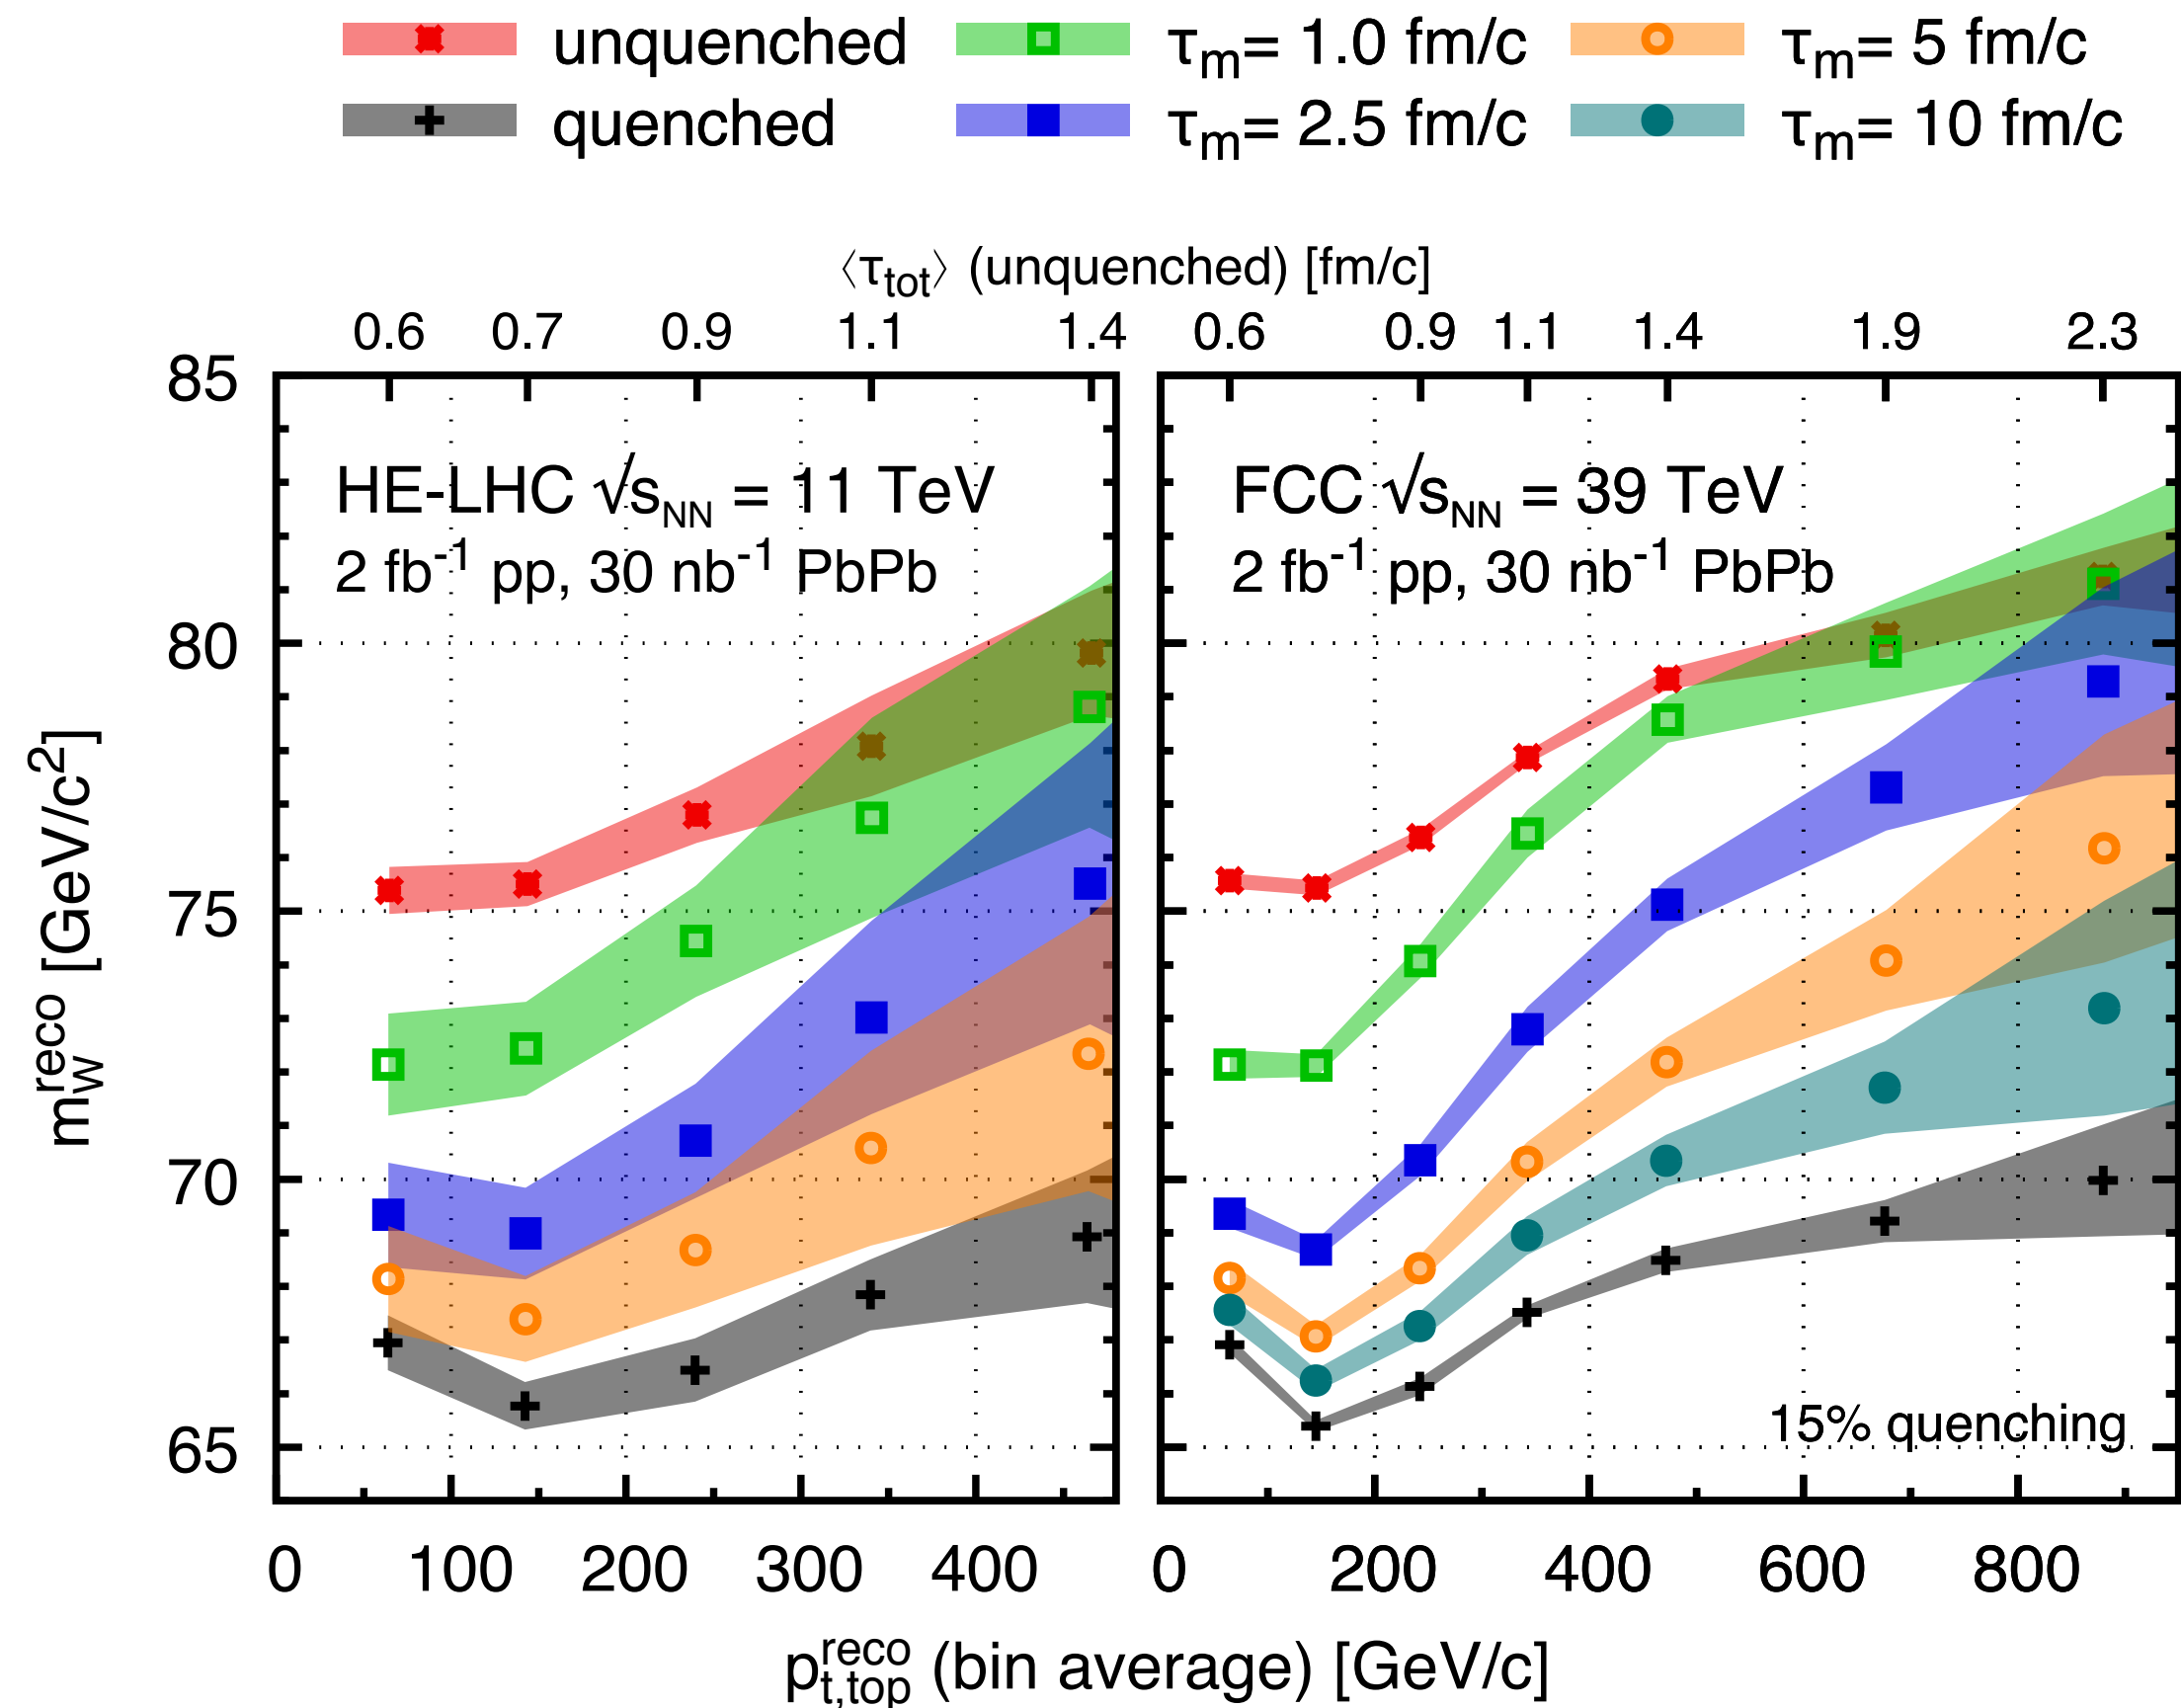 unquenched τm= 1.0 fm/c τm= 5 fm/c
quenched τm= 2.5 fm/c τm= 10 fm/c
⟨τtot⟩ (unquenched) [fm/c]
0.6 0.7 0.9 1.1 1.4 0.6 0.9 1.1 1.4 1.9 2.3
85
HE-LHC √sNN = 11 TeV FCC √sNN = 39 TeV
2 fb-1 pp, 30 nb-1 PbPb 2 fb-1 pp, 30 nb-1 PbPb
80
75
70
65
mWreco [GeV/c2]
15% quenching
0 100 200 300 400 0 200 400 600 800
pt,topreco (bin average) [GeV/c]